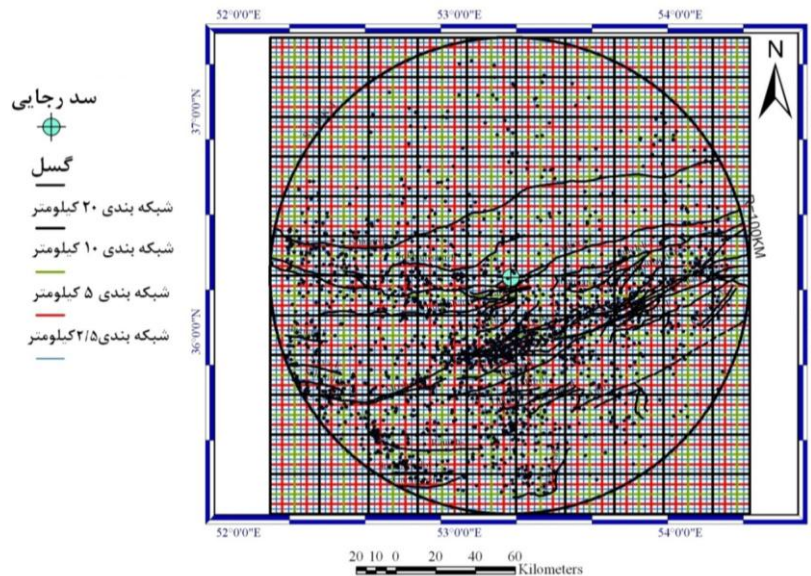 52°0'0"E 53°0'0"E 54°0'0"E
N
37°0'0"N
36°0'0"N
R=100KM
سد رجایی
گسل
شبکه بندی ۲۰ کیلومتر
شبکه بندی ۱۰ کیلومتر
شبکه بندی ۵ کیلومتر
شبکه بندی۲/۵کیلومتر
52°0'0"E 53°0'0"E 54°0'0"E
20 10 0 20 40 60
Kilometers